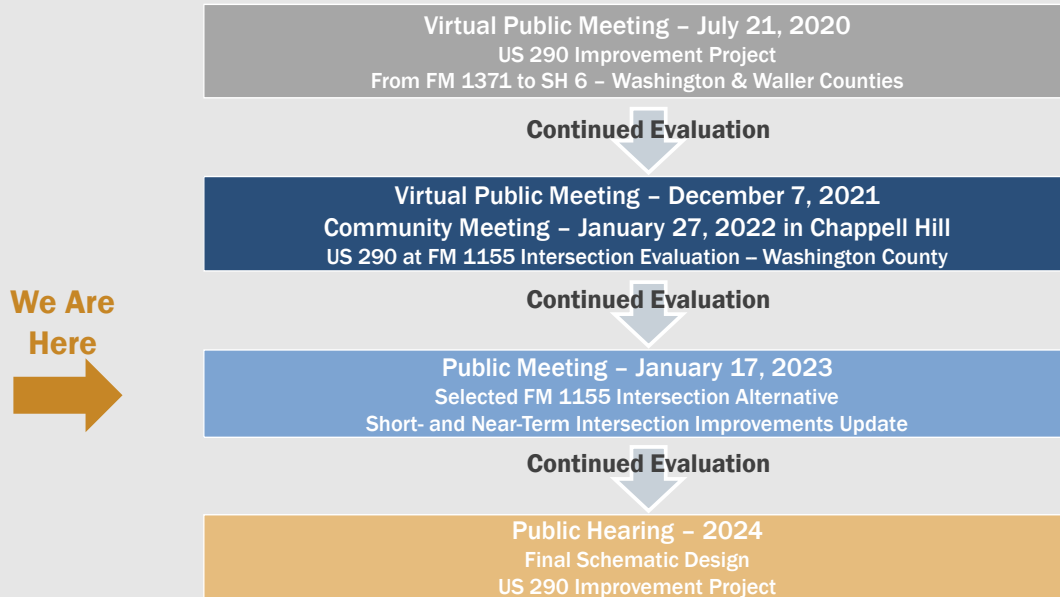 Virtual Public Meeting – July 21, 2020
US 290 Improvement Project
From FM 1371 to SH 6 – Washington & Waller Counties
Continued Evaluation
Virtual Public Meeting – December 7, 2021
Community Meeting – January 27, 2022 in Chappell Hill
US 290 at FM 1155 Intersection Evaluation – Washington County
Continued Evaluation
We Are
Here
Public Meeting – January 17, 2023
Selected FM 1155 Intersection Alternative
Short- and Near-Term Intersection Improvements Update
Continued Evaluation
Public Hearing – 2024
Final Schematic Design
US 290 Improvement Project